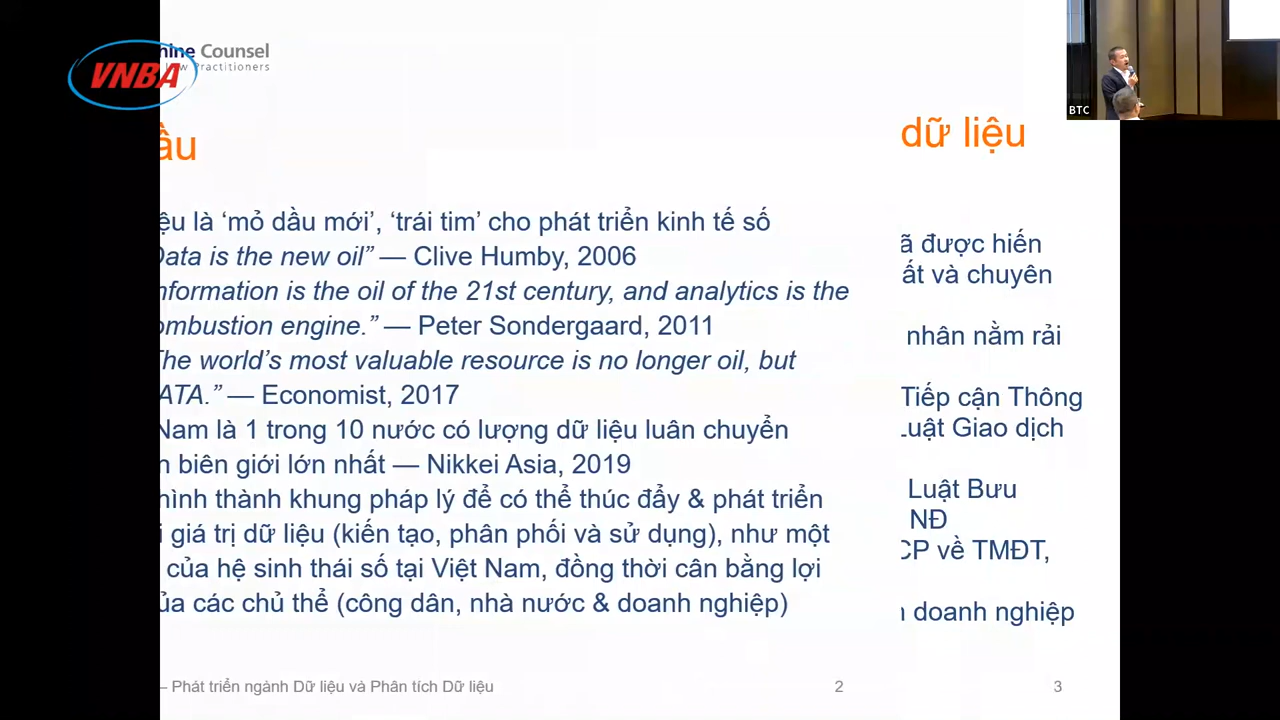 VNBA
hine Counsel
Practitioners
BTC
ầu
dữ liệu
ệu là ‘mỏ dầu mới’, ‘trái tim’ cho phát triển kinh tế số
Data is the new oil” — Clive Humby, 2006
nformation is the oil of the 21st century, and analytics is the
ombustion engine.” — Peter Sondergaard, 2011
The world’s most valuable resource is no longer oil, but
ATA.” — Economist, 2017
Nam là 1 trong 10 nước có lượng dữ liệu luân chuyển
n biên giới lớn nhất — Nikkei Asia, 2019
hình thành khung pháp lý để có thể thúc đẩy & phát triển
i giá trị dữ liệu (kiến tạo, phân phối và sử dụng), như một
của hệ sinh thái số tại Việt Nam, đồng thời cân bằng lợi
ủa các chủ thể (công dân, nhà nước & doanh nghiệp)
ã được hiến
ất và chuyên
nhân nằm rải
Tiếp cận Thông
Luật Giao dịch
Luật Bưu
NĐ
CP về TMĐT,
n doanh nghiệp
– Phát triển ngành Dữ liệu và Phân tích Dữ liệu
2
3